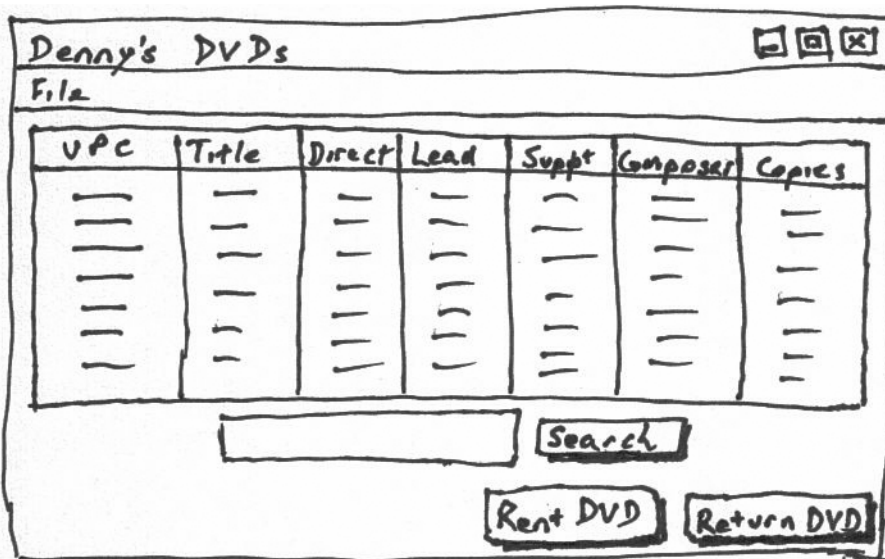 Denny's DVDs
File
UPC Title Direct Lead Suppt Composer Copies
Search
Rent DVD Return DVD